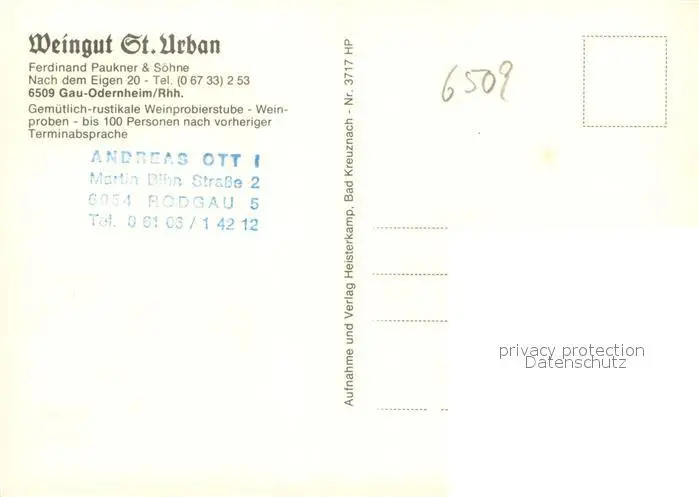 Weingut St. Urban
Ferdinand Paukner & Söhne
Nach dem Eigen 20 - Tel. (0 67 33) 2 53
6509 Gau-Odernheim/Rhh.
Gemütlich-rustikale Weinprobierstube - Wein-
proben - bis 100 Personen nach vorheriger
Terminabsprache
ANDREAS OTT I
Martin Bihn Straße 2
6054 RODGAU 5
Tel. 0 61 06 / 1 42 12
Aufnahme und Verlag Heisterkamp, Bad Kreuznach - Nr. 3717 HP
6509
privacy protection
Datenschutz